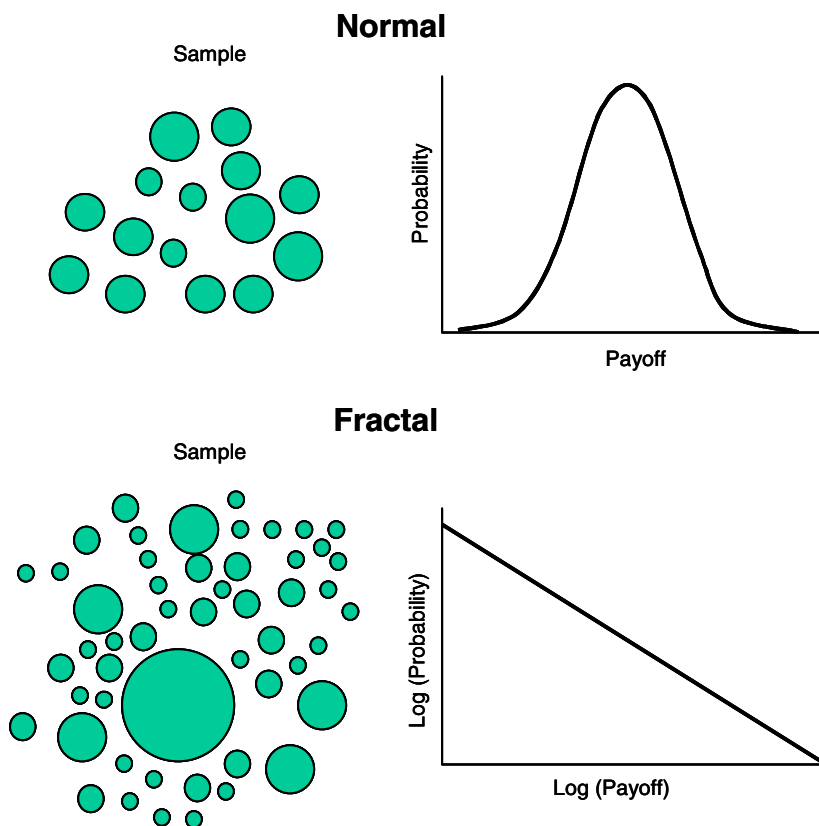 Normal
Sample
Probability
Payoff
Fractal
Sample
Log (Probability)
Log (Payoff)